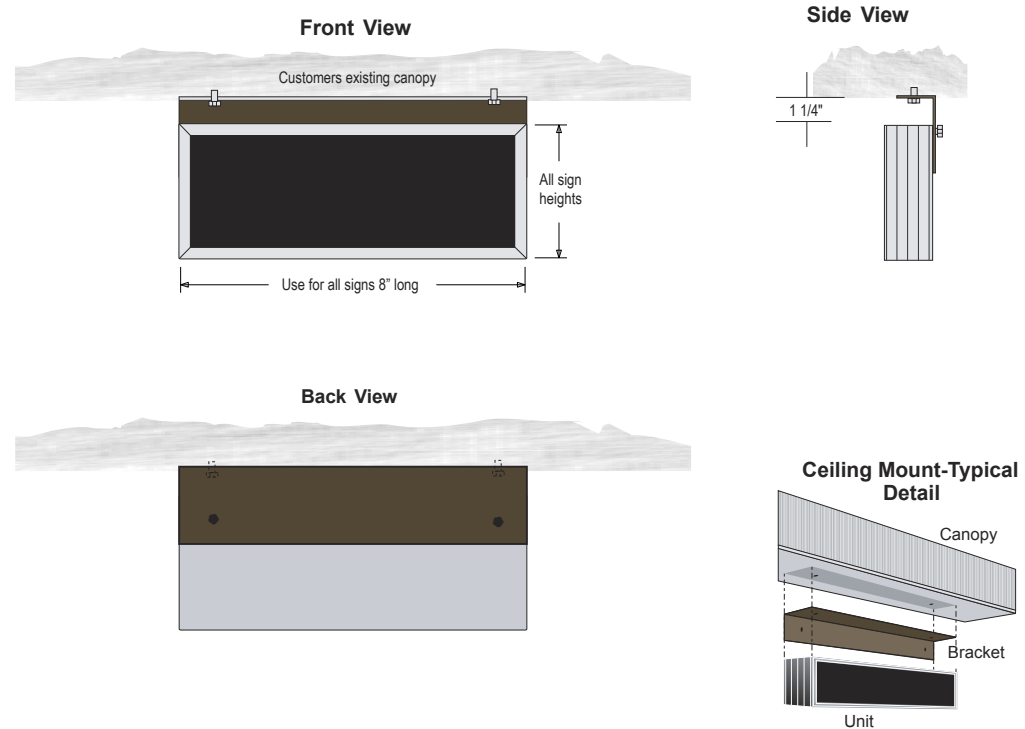 Front View
Customers existing canopy
All sign
heights
Use for all signs 8” long
Side View
1 1/4"
Back View
Ceiling Mount-Typical
Detail
Canopy
Bracket
Unit